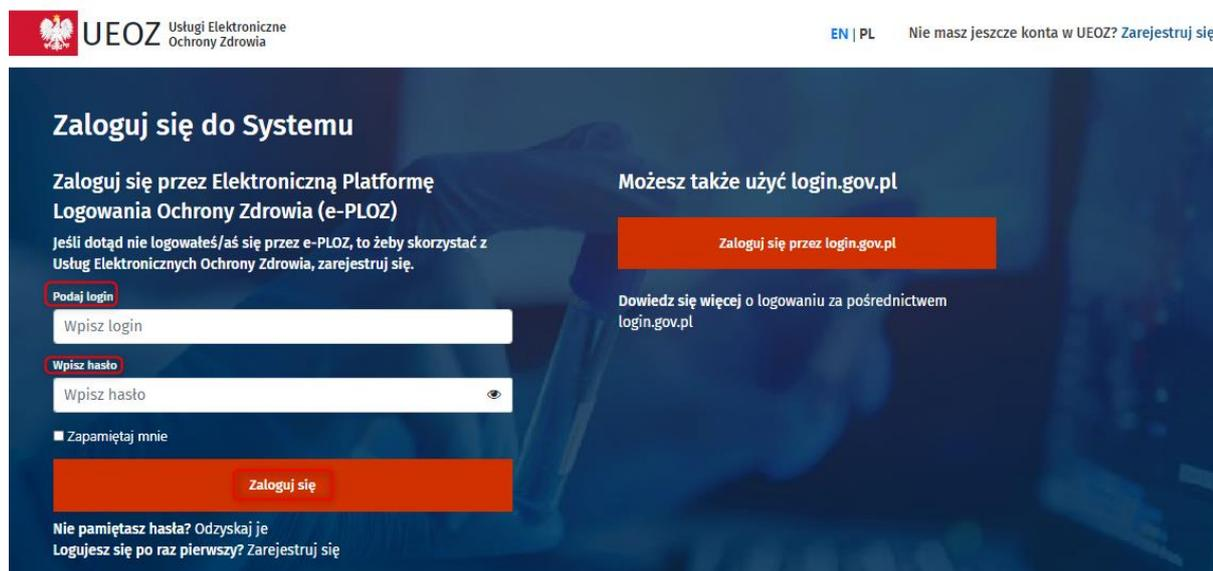 UEOZ Usługi Elektroniczne
Ochrony Zdrowia
EN | PL Nie masz jeszcze konta w UEOZ? Zarejestruj się
Zaloguj się do Systemu
Zaloguj się przez Elektroniczną Platformę
Logowania Ochrony Zdrowia (e-PLOZ)
Jeśli dotąd nie logowałeś/aś się przez e-PLOZ, to żeby skorzystać z
Usług Elektronicznych Ochrony Zdrowia, zarejestruj się.
Podaj login
Wpisz login
Wpisz hasło
Wpisz hasło
Zapamiętaj mnie
Zaloguj się
Nie pamiętasz hasła? Odzyskaj je
Logujesz się po raz pierwszy? Zarejestruj się
Możesz także użyć login.gov.pl
Zaloguj się przez login.gov.pl
Dowiedz się więcej o logowaniu za pośrednictwem
login.gov.pl